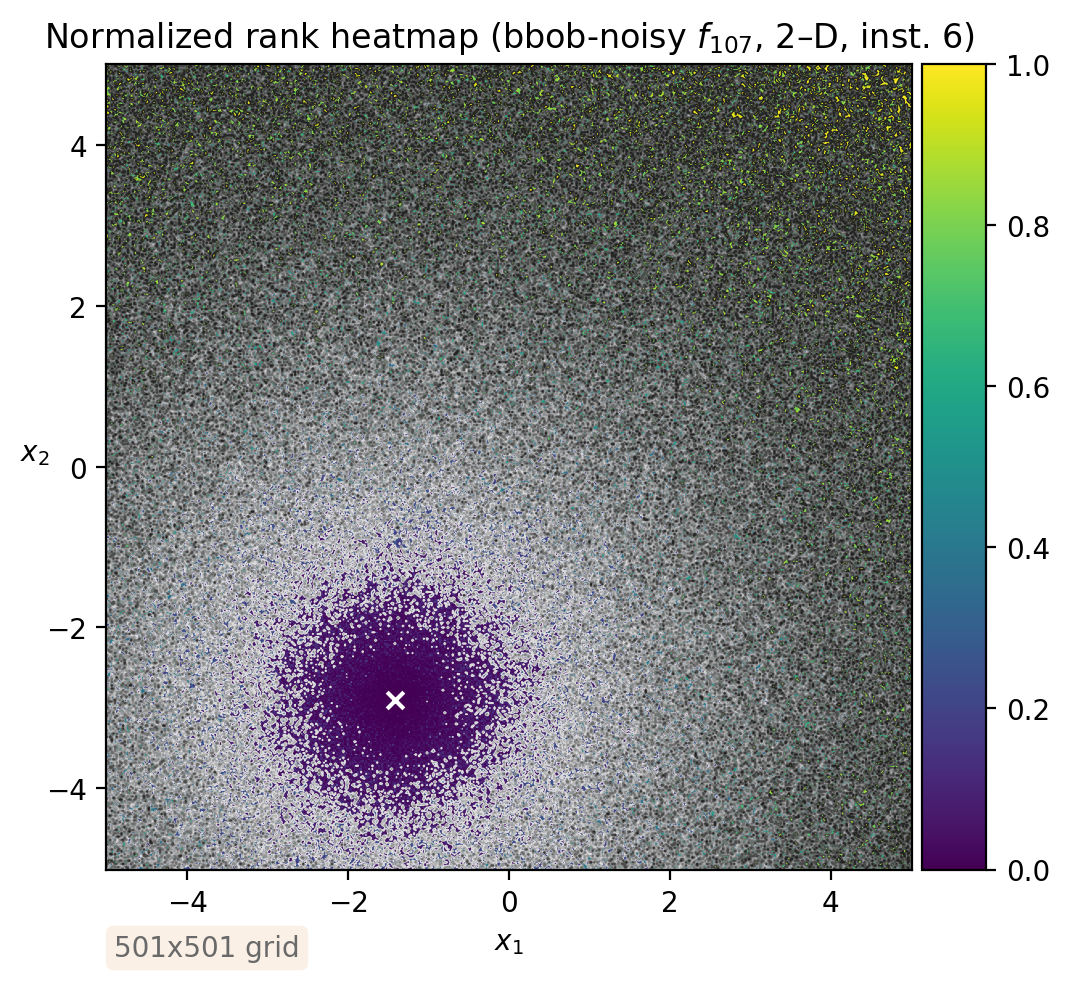 Normalized rank heatmap (bbob-noisy f₁₀₇, 2–D, inst. 6)
1.0
0.8
0.6
0.4
0.2
0.0
4
2
0
−2
−4
x₂
−4 −2 0 2 4
x₁
501x501 grid